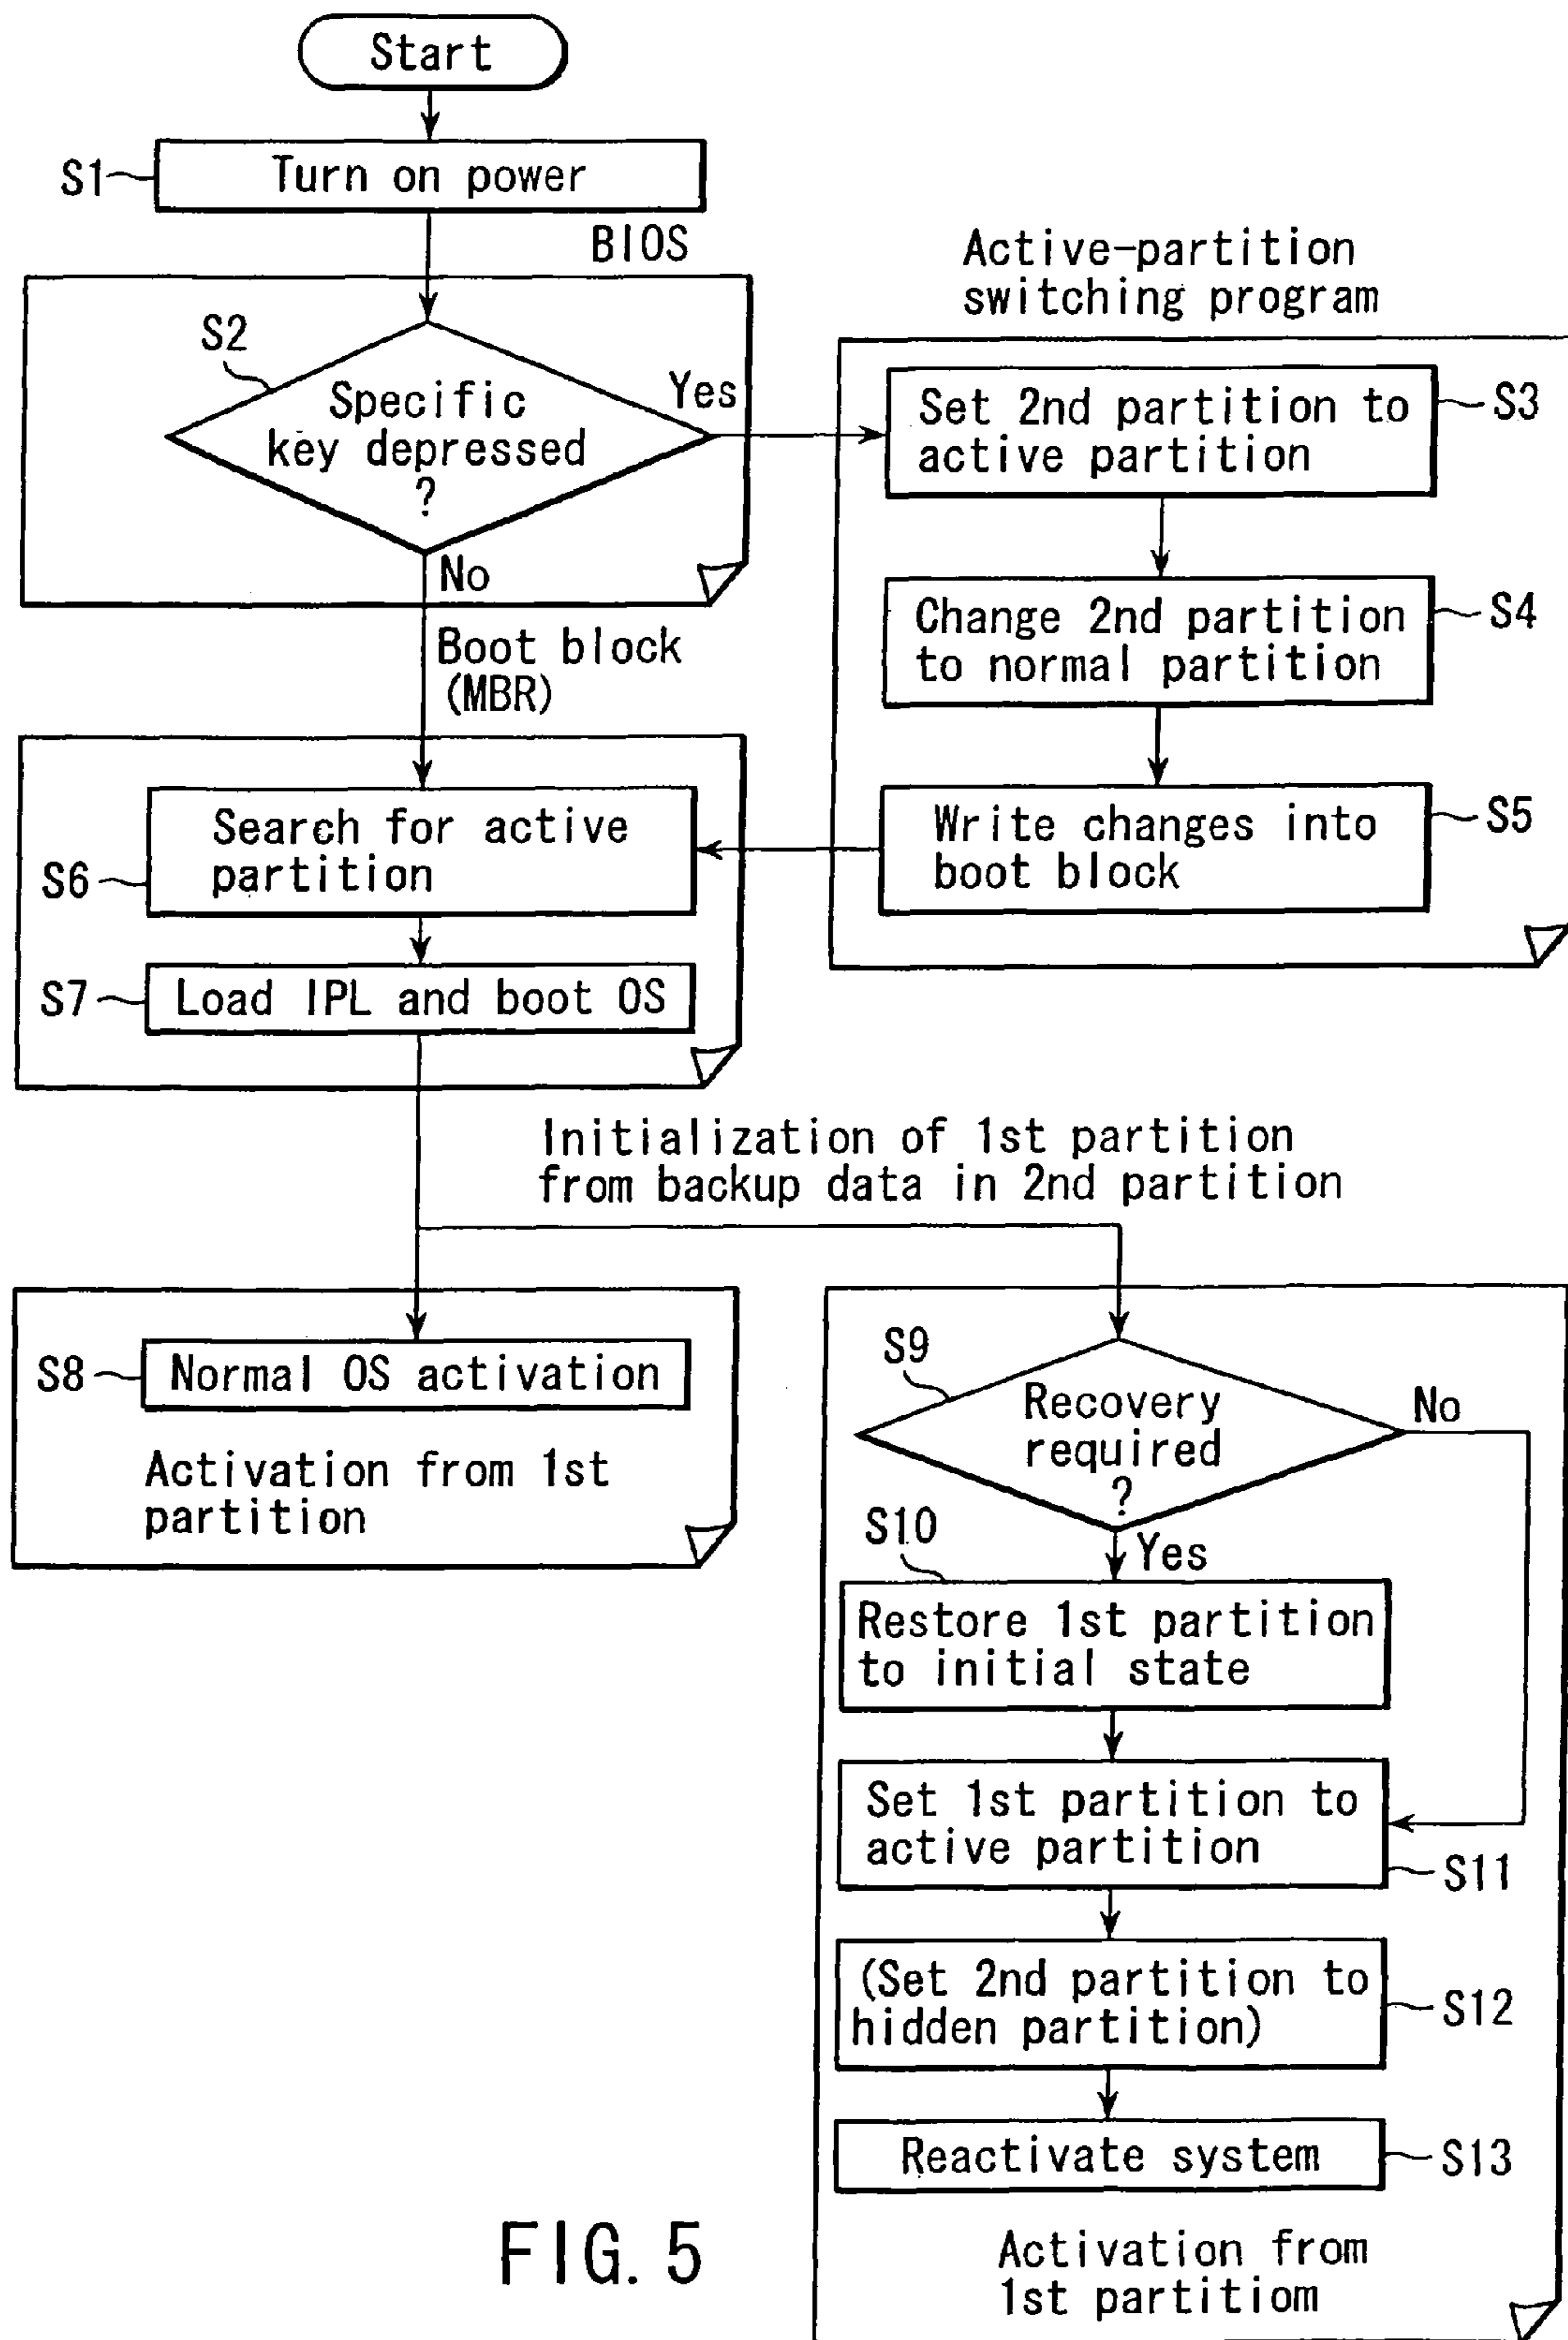 Start
S1
Turn on power
BIOS
S2
Specific
key depressed
?
Yes
No
Active-partition
switching program
Set 2nd partition to
active partition
S3
Change 2nd partition
to normal partition
S4
Write changes into
boot block
S5
Boot block
(MBR)
Search for active
partition
S6
S7
Load IPL and boot OS
Initialization of 1st partition
from backup data in 2nd partition
S8
Normal OS activation
Activation from 1st
partition
S9
Recovery
required
?
No
Yes
S10
Restore 1st partition
to initial state
Set 1st partition to
active partition
S11
(Set 2nd partition to
hidden partition)
S12
Reactivate system
S13
Activation from
1st partitiom
FIG. 5